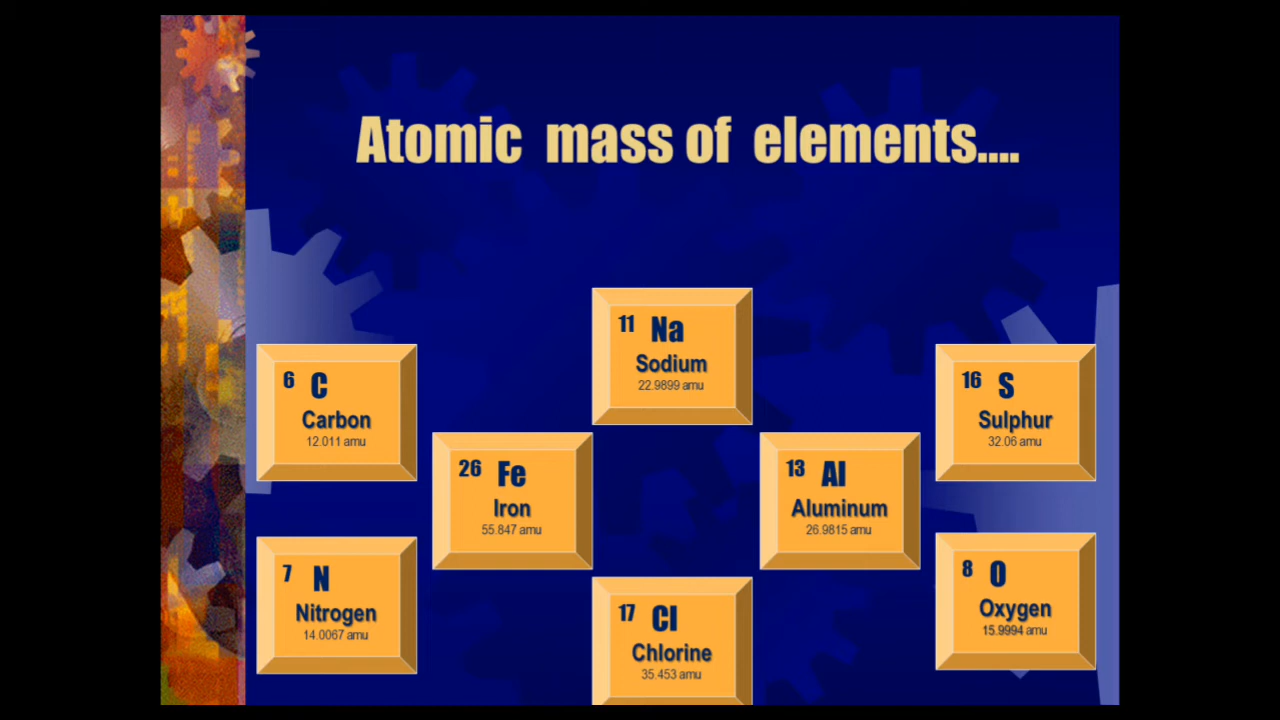 Atomic mass of elements....
11 Na
Sodium
22.9899 amu
6 C
Carbon
12.011 amu
16 S
Sulphur
32.06 amu
26 Fe
Iron
55.847 amu
13 Al
Aluminum
26.9815 amu
7 N
Nitrogen
14.0067 amu
8 O
Oxygen
15.9994 amu
17 Cl
Chlorine
35.453 amu